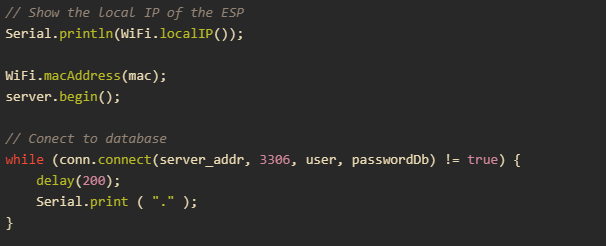 // Show the local IP of the ESP
Serial.println(WiFi.localIP());
WiFi.macAddress(mac);
server.begin();
// Conect to database
while (conn.connect(server_addr, 3306, user, passwordDb) != true) {
delay(200);
Serial.print ( "." );
}